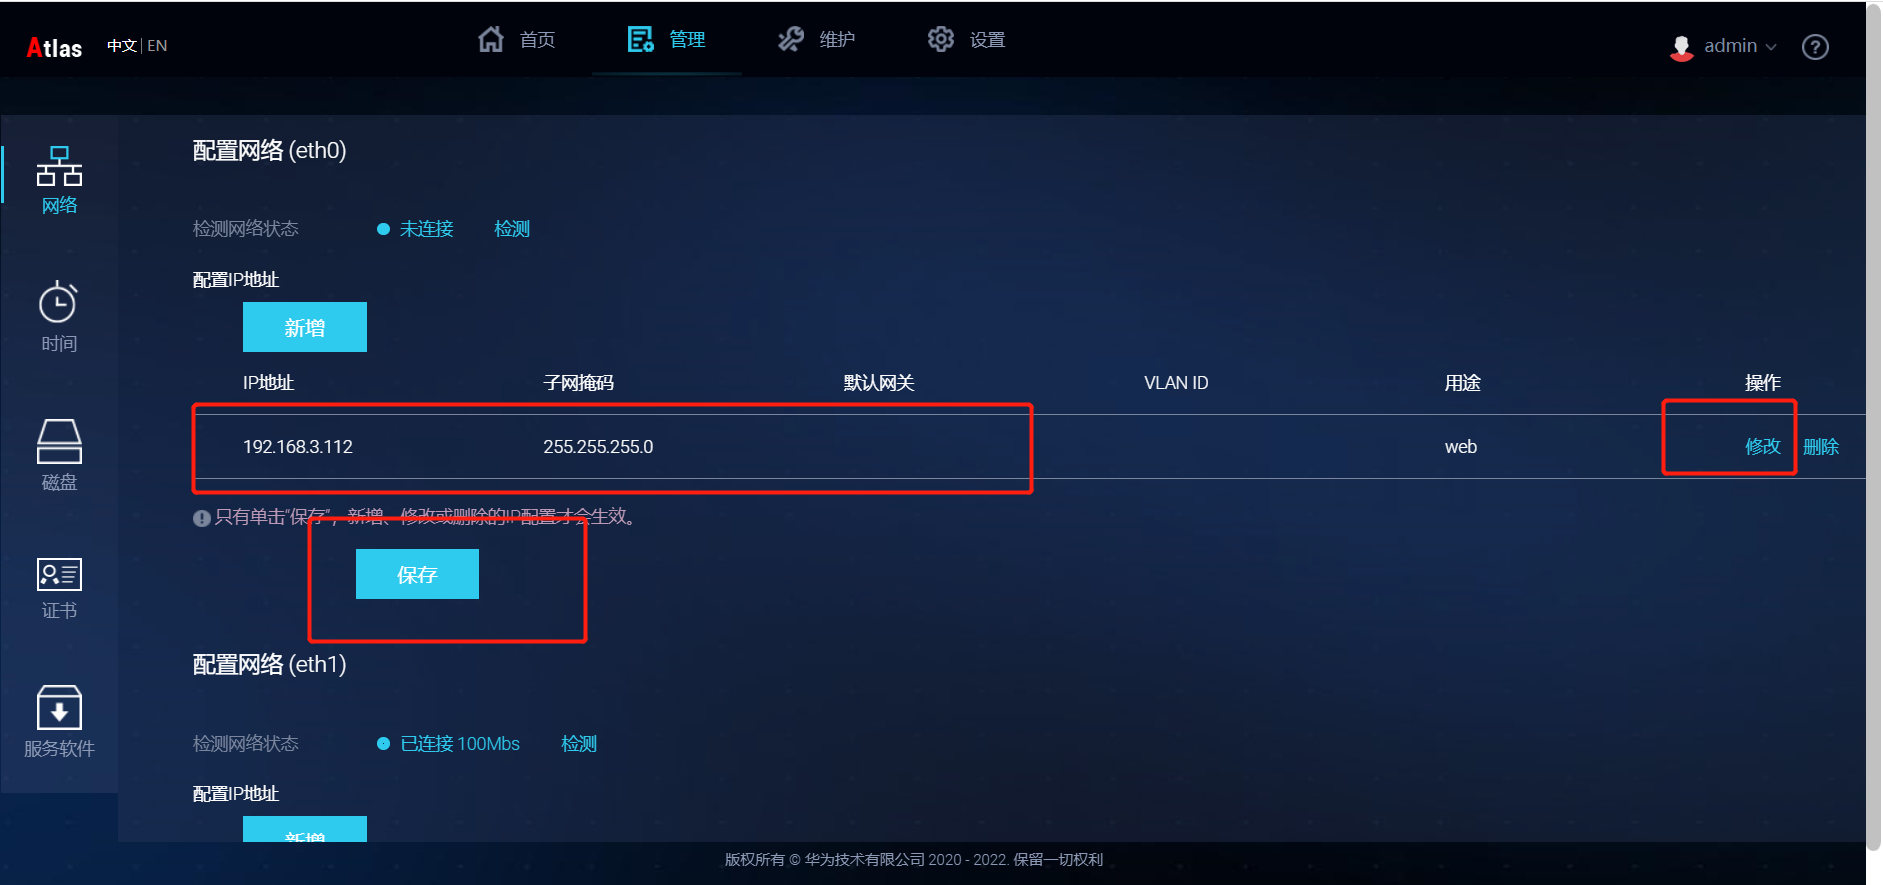 Atlas 中文 | EN 首页 管理 维护 设置 admin ?
网络
时间
磁盘
证书
服务软件
配置网络 (eth0)
检测网络状态 未连接 检测
配置IP地址
新增
IP地址 子网掩码 默认网关 VLAN ID 用途 操作
192.168.3.112 255.255.255.0 web 修改 删除
只有单击“保存”，新增、修改或删除的IP配置才会生效。
保存
配置网络 (eth1)
检测网络状态 已连接 100Mbs 检测
配置IP地址
新增
版权所有 © 华为技术有限公司 2020 - 2022. 保留一切权利